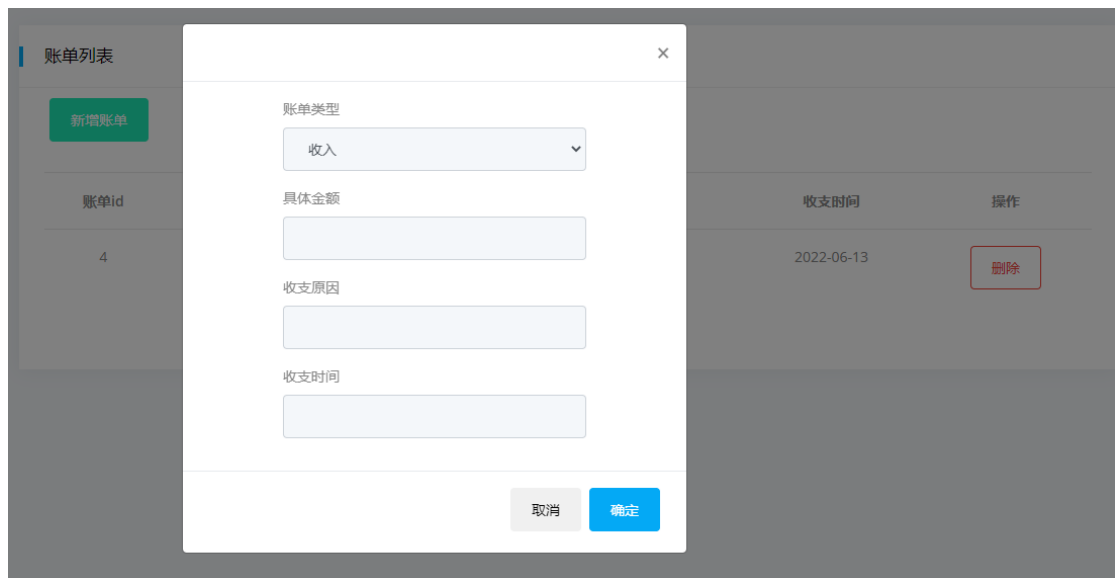 账单列表
×
新增账单
账单类型
收入
账单id
具体金额
收支时间
操作
4
2022-06-13
删除
收支原因
收支时间
取消
确定